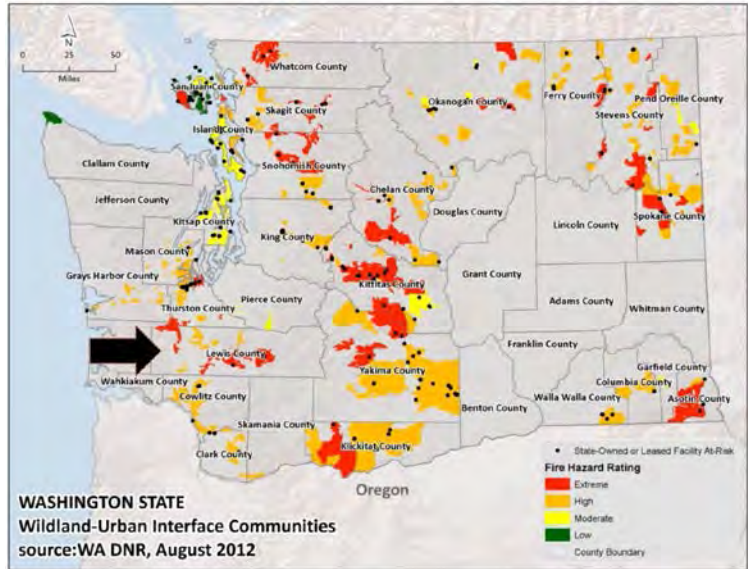 N
0 25 50
Miles
Whatcom County
San Juan County
Skagit County
Okanogan County
Ferry County
Pend Oreille County
Stevens County
Island County
Clallam County
Snohomish County
Chelan County
Jefferson County
Douglas County
Kitsap County
Lincoln County
Spokane County
King County
Mason County
Grays Harbor County
Grant County
Kittitas County
Pierce County
Adams County
Whitman County
Thurston County
Franklin County
Lewis County
Garfield County
Yakima County
Columbia County
Wahkiakum County
Walla Walla County
Asotin County
Cowlitz County
Benton County
Skamania County
Klickitat County
Clark County
Oregon
State-Owned or Leased Facility At-Risk
Fire Hazard Rating
Extreme
High
Moderate
Low
County Boundary
WASHINGTON STATE
Wildland-Urban Interface Communities
source:WA DNR, August 2012